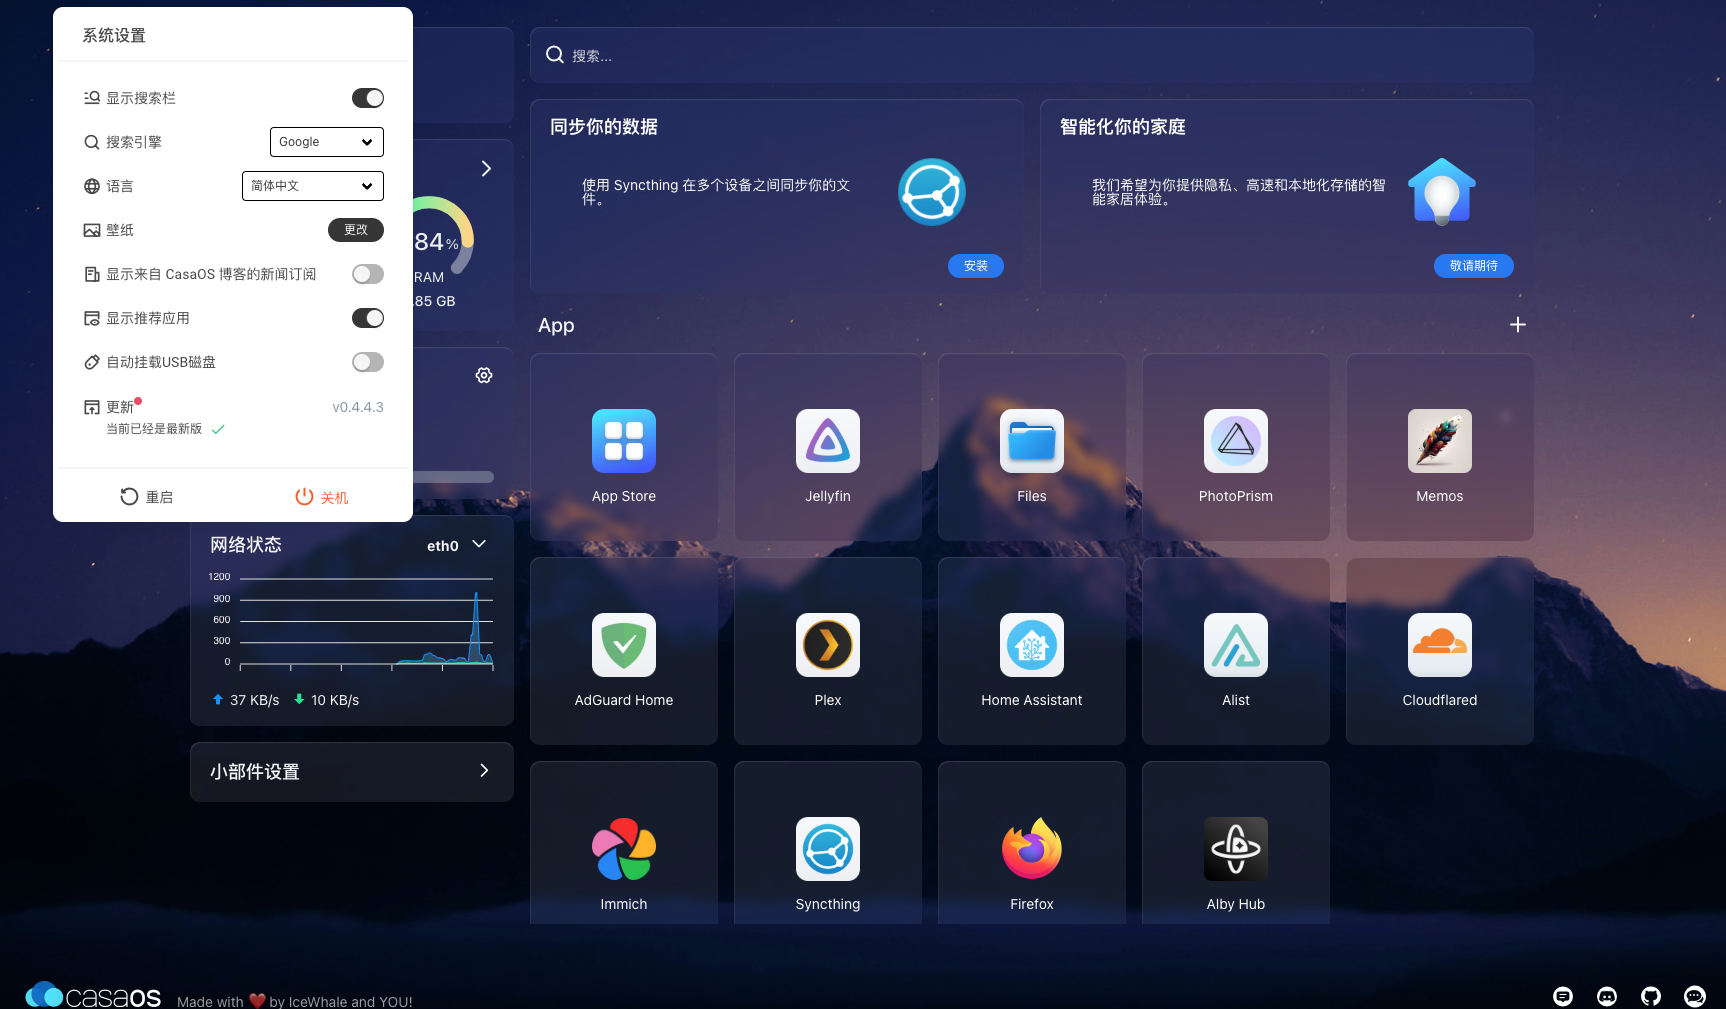 系统设置
显示搜索栏
搜索引擎
Google
语言
简体中文
壁纸
更改
显示来自 CasaOS 博客的新闻订阅
显示推荐应用
自动挂载USB磁盘
更新
v0.4.4.3
当前已经是最新版
重启
关机
84%
RAM
.85 GB
网络状态
eth0
1200
900
600
300
0
37 KB/s
10 KB/s
小部件设置
搜索...
同步你的数据
使用 Syncthing 在多个设备之间同步你的文
件。
安装
智能化你的家庭
我们希望为你提供隐私、高速和本地化存储的智
能家居体验。
敬请期待
App
App Store
Jellyfin
Files
PhotoPrism
Memos
AdGuard Home
Plex
Home Assistant
Alist
Cloudflared
Immich
Syncthing
Firefox
Alby Hub
casaos
Made with ❤️ by IceWhale and YOU!